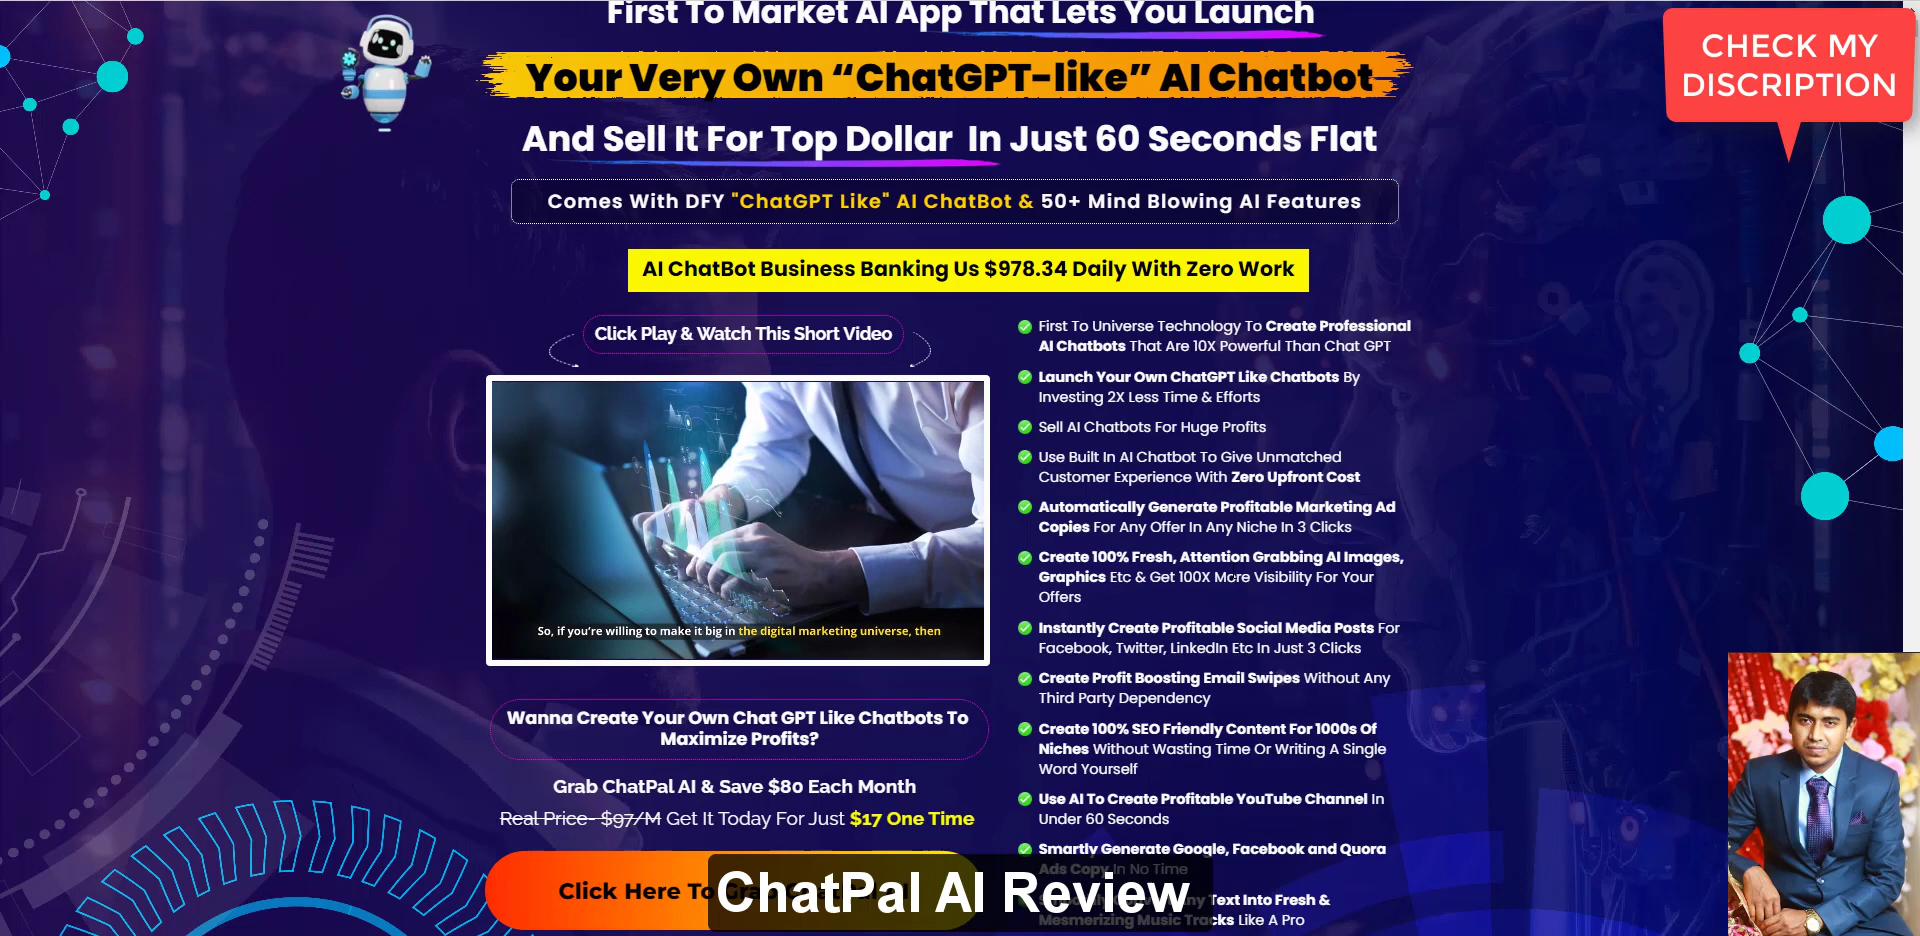 First To Market AI App That Lets You Launch
Your Very Own “ChatGPT-like” AI Chatbot
And Sell It For Top Dollar In Just 60 Seconds Flat
CHECK MY
DISCRIPTION
Comes With DFY "ChatGPT Like" AI ChatBot & 50+ Mind Blowing AI Features
AI ChatBot Business Banking Us $978.34 Daily With Zero Work
Click Play & Watch This Short Video
So, if you’re willing to make it big in the digital marketing universe, then
Wanna Create Your Own Chat GPT Like Chatbots To
Maximize Profits?
Grab ChatPal AI & Save $80 Each Month
Real Price- $97/M Get It Today For Just $17 One Time
Click Here To
First To Universe Technology To Create Professional
AI Chatbots That Are 10X Powerful Than Chat GPT
Launch Your Own ChatGPT Like Chatbots By
Investing 2X Less Time & Efforts
Sell AI Chatbots For Huge Profits
Use Built In AI Chatbot To Give Unmatched
Customer Experience With Zero Upfront Cost
Automatically Generate Profitable Marketing Ad
Copies For Any Offer In Any Niche In 3 Clicks
Create 100% Fresh, Attention Grabbing AI Images,
Graphics Etc & Get 100X More Visibility For Your
Offers
Instantly Create Profitable Social Media Posts For
Facebook, Twitter, LinkedIn Etc In Just 3 Clicks
Create Profit Boosting Email Swipes Without Any
Third Party Dependency
Create 100% SEO Friendly Content For 1000s Of
Niches Without Wasting Time Or Writing A Single
Word Yourself
Use AI To Create Profitable YouTube Channel In
Under 60 Seconds
Smartly Generate Google, Facebook and Quora
Ads Copy In No Time
Text Into Fresh &
Mesmerizing Music Tracks Like A Pro
ChatPal AI Review